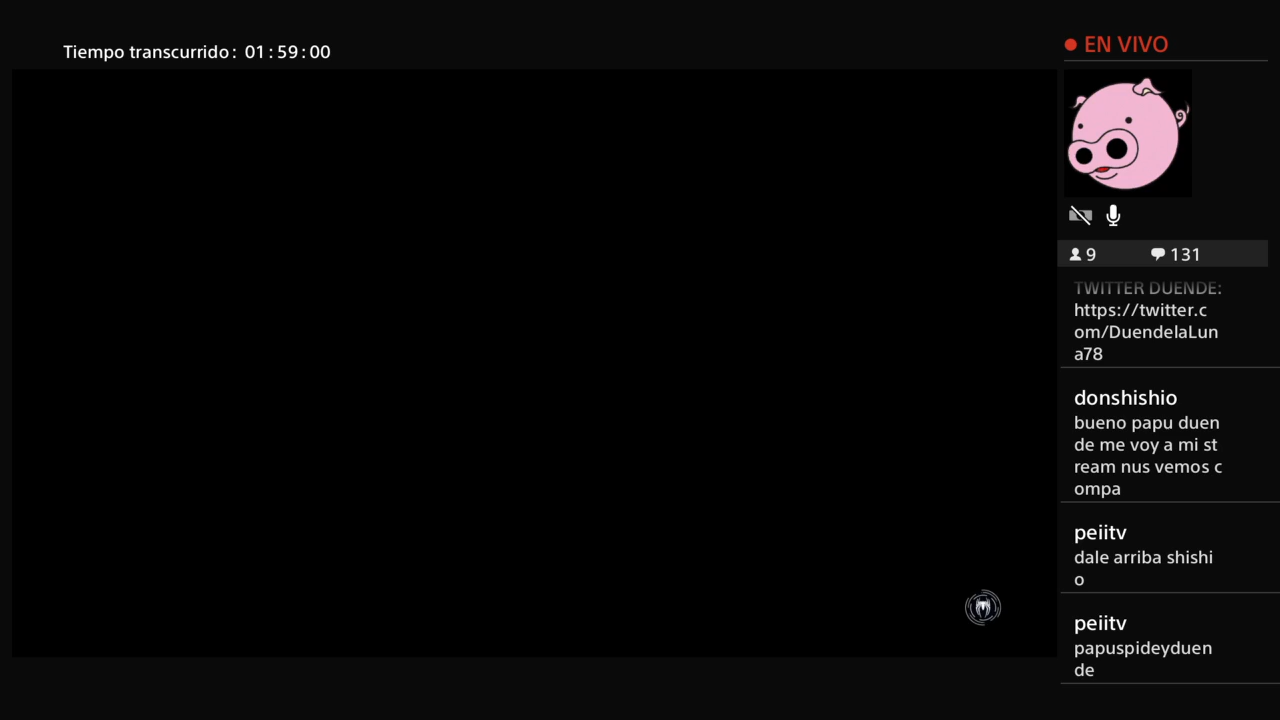 Tiempo transcurrido: 01:59:00
EN VIVO
9 131
TWITTER DUENDE:
https://twitter.c
om/DuendelaLun
a78
donshishio
bueno papu duen
de me voy a mi st
ream nus vemos c
ompa
peiitv
dale arriba shishi
o
peiitv
papuspideyduen
de